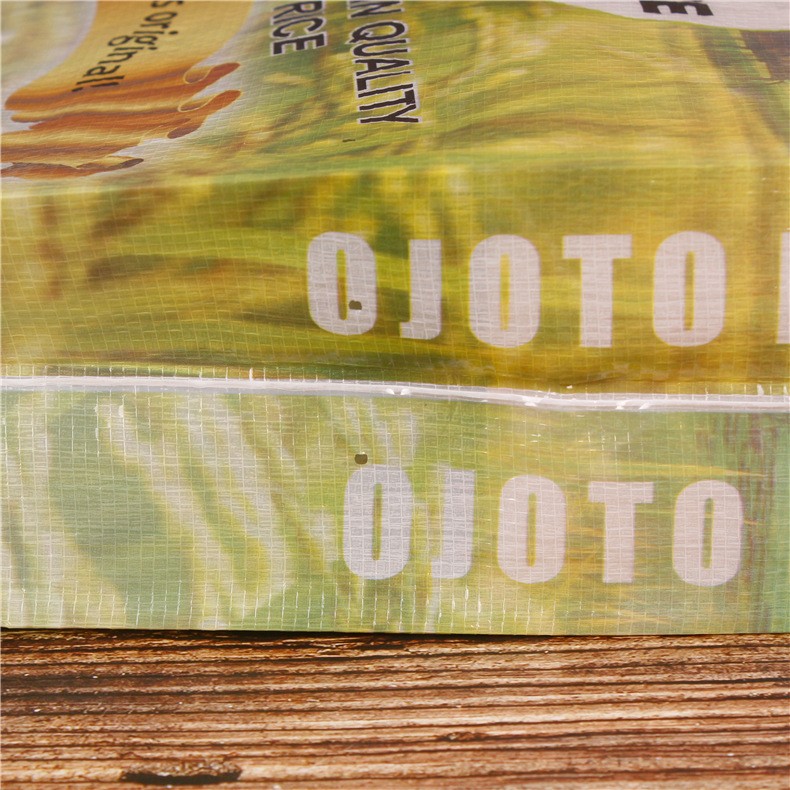 s original!
N QUALITY
RICE
E
OJOTO
OJOTO